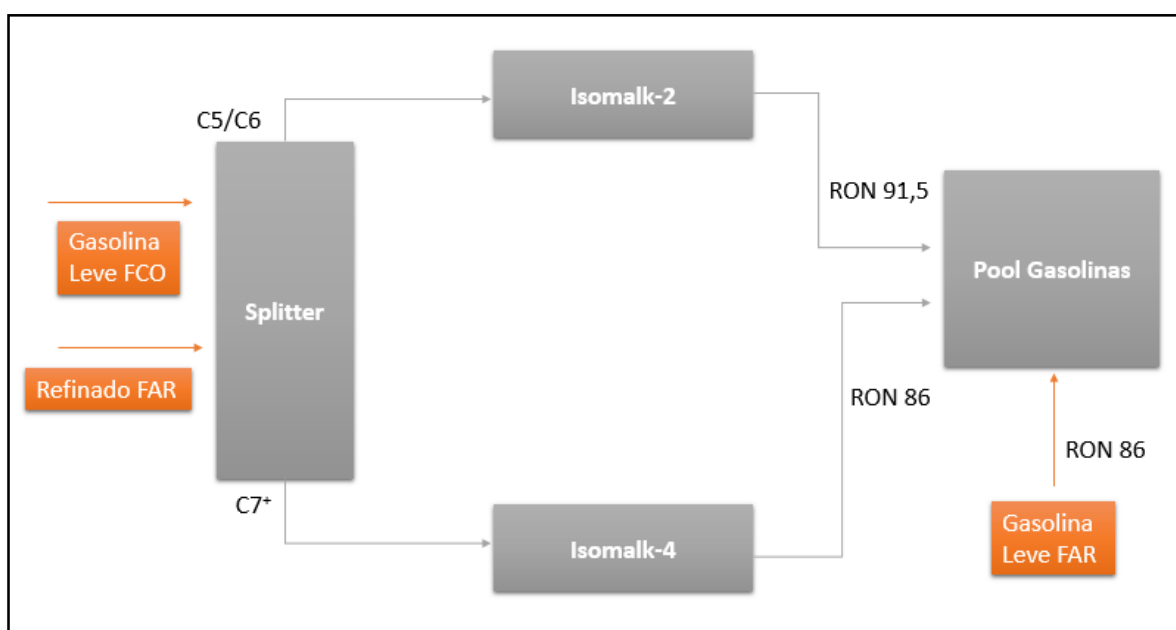 C5/C6
Isomalk-2
RON 91,5
Gasolina
Leve FCO
Splitter
Pool Gasolinas
Refinado FAR
RON 86
RON 86
C7⁺
Isomalk-4
Gasolina
Leve FAR